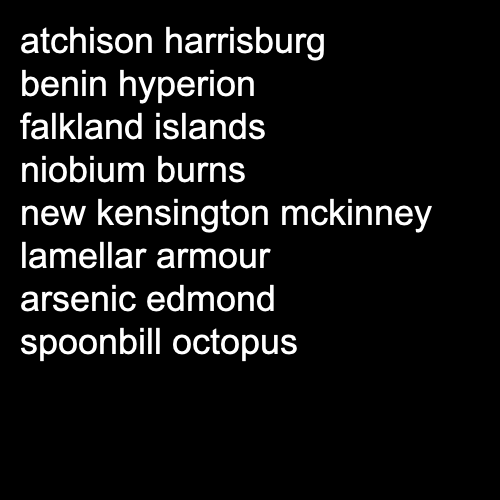 atchison harrisburg
benin hyperion
falkland islands
niobium burns
new kensington mckinney
lamellar armour
arsenic edmond
spoonbill octopus